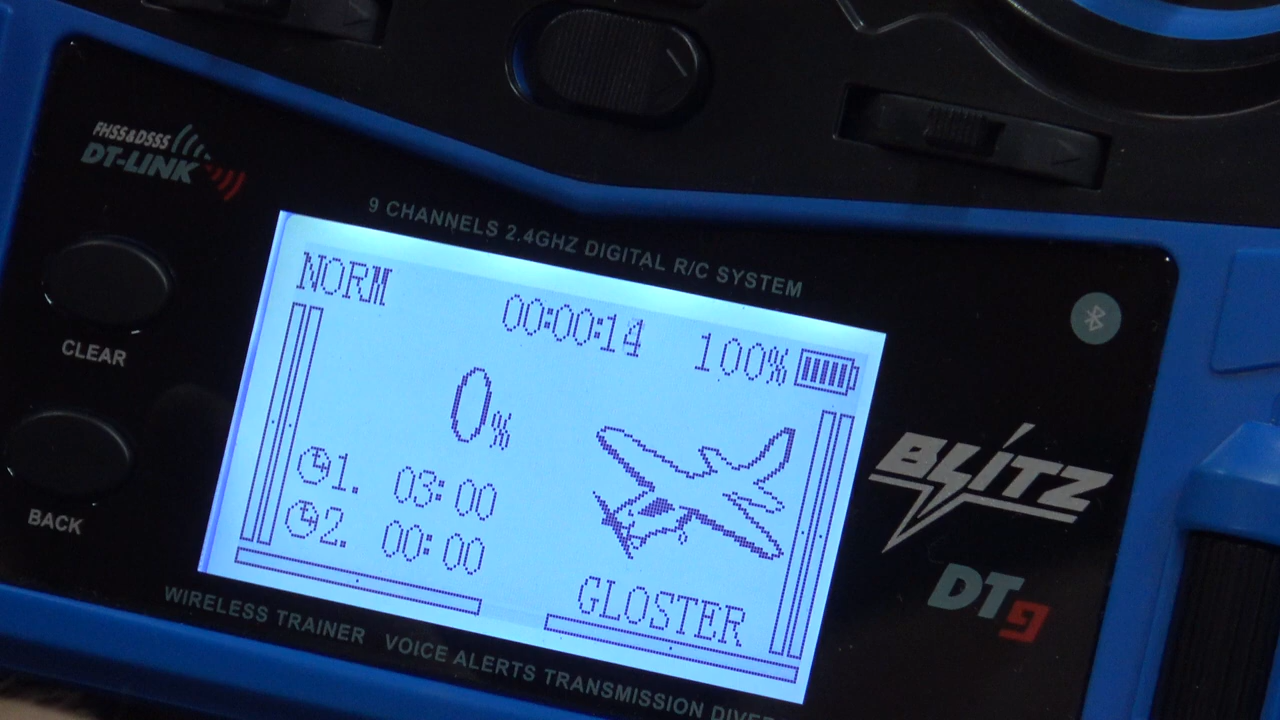 FHSS&DSSS
DT-LINK
9 CHANNELS 2.4GHZ DIGITAL R/C SYSTEM
NORM
00:00:14
100%
CLEAR
0%
1. 03:00
2. 00:00
GLOSTER
BACK
BLITZ
DT9
WIRELESS TRAINER VOICE ALERTS TRANSMISSION